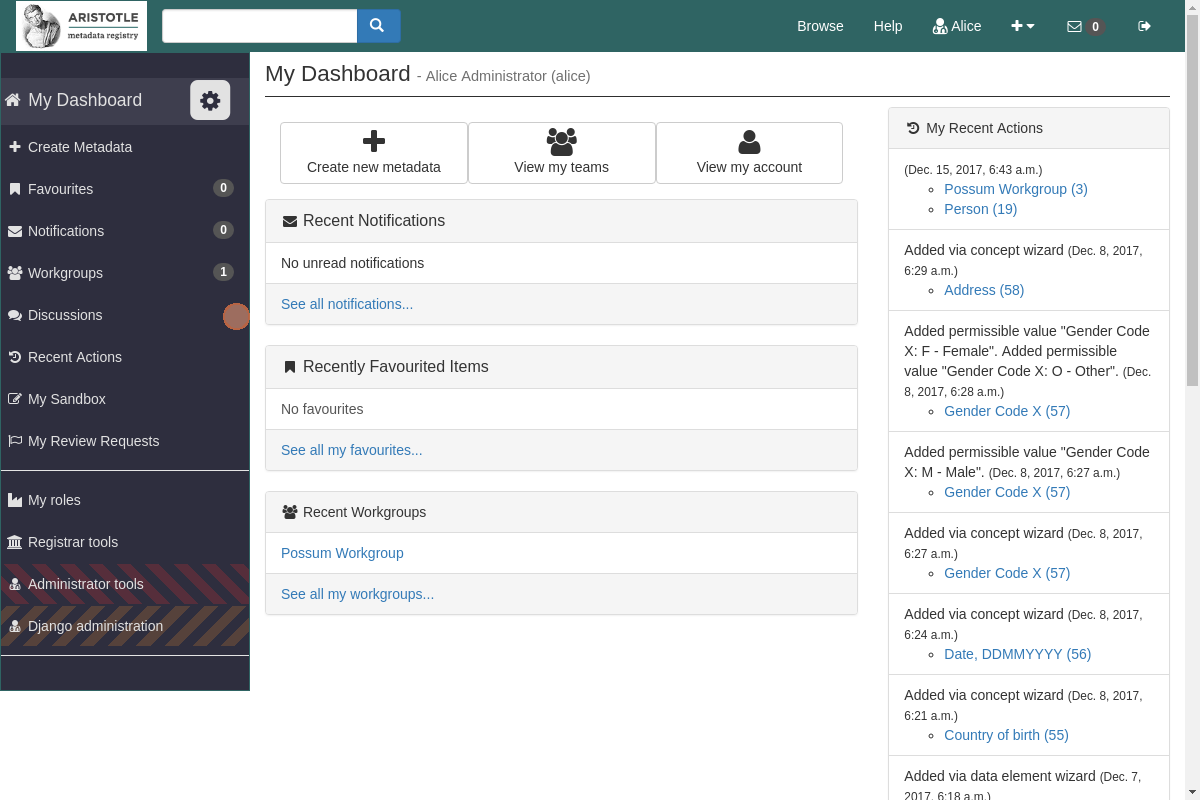 ARISTOTLE
metadata registry
Browse
Help
Alice
0
My Dashboard
Create Metadata
Favourites 0
Notifications 0
Workgroups 1
Discussions
Recent Actions
My Sandbox
My Review Requests
My roles
Registrar tools
Administrator tools
Django administration
My Dashboard - Alice Administrator (alice)
Create new metadata
View my teams
View my account
Recent Notifications
No unread notifications
See all notifications...
Recently Favourited Items
No favourites
See all my favourites...
Recent Workgroups
Possum Workgroup
See all my workgroups...
My Recent Actions
(Dec. 15, 2017, 6:43 a.m.)
Possum Workgroup (3)
Person (19)
Added via concept wizard (Dec. 8, 2017,
6:29 a.m.)
Address (58)
Added permissible value "Gender Code
X: F - Female". Added permissible
value "Gender Code X: O - Other". (Dec.
8, 2017, 6:28 a.m.)
Gender Code X (57)
Added permissible value "Gender Code
X: M - Male". (Dec. 8, 2017, 6:27 a.m.)
Gender Code X (57)
Added via concept wizard (Dec. 8, 2017,
6:27 a.m.)
Gender Code X (57)
Added via concept wizard (Dec. 8, 2017,
6:24 a.m.)
Date, DDMMYYYY (56)
Added via concept wizard (Dec. 8, 2017,
6:21 a.m.)
Country of birth (55)
Added via data element wizard (Dec. 7,
2017, 6:18 a.m.)